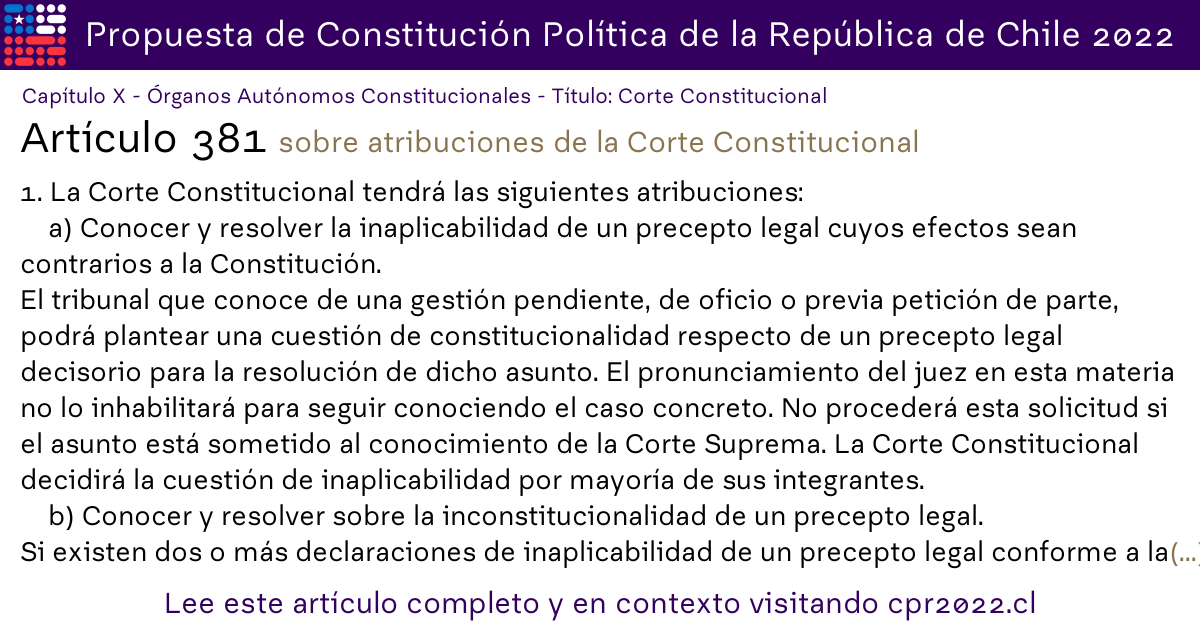 Propuesta de Constitución Política de la República de Chile 2022
Capítulo X - Órganos Autónomos Constitucionales - Título: Corte Constitucional
Artículo 381 sobre atribuciones de la Corte Constitucional
1. La Corte Constitucional tendrá las siguientes atribuciones:
a) Conocer y resolver la inaplicabilidad de un precepto legal cuyos efectos sean
contrarios a la Constitución.
El tribunal que conoce de una gestión pendiente, de oficio o previa petición de parte,
podrá plantear una cuestión de constitucionalidad respecto de un precepto legal
decisorio para la resolución de dicho asunto. El pronunciamiento del juez en esta materia
no lo inhabilitará para seguir conociendo el caso concreto. No procederá esta solicitud si
el asunto está sometido al conocimiento de la Corte Suprema. La Corte Constitucional
decidirá la cuestión de inaplicabilidad por mayoría de sus integrantes.
b) Conocer y resolver sobre la inconstitucionalidad de un precepto legal.
Si existen dos o más declaraciones de inaplicabilidad de un precepto legal conforme a la(...)
Lee este artículo completo y en contexto visitando cpr2022.cl